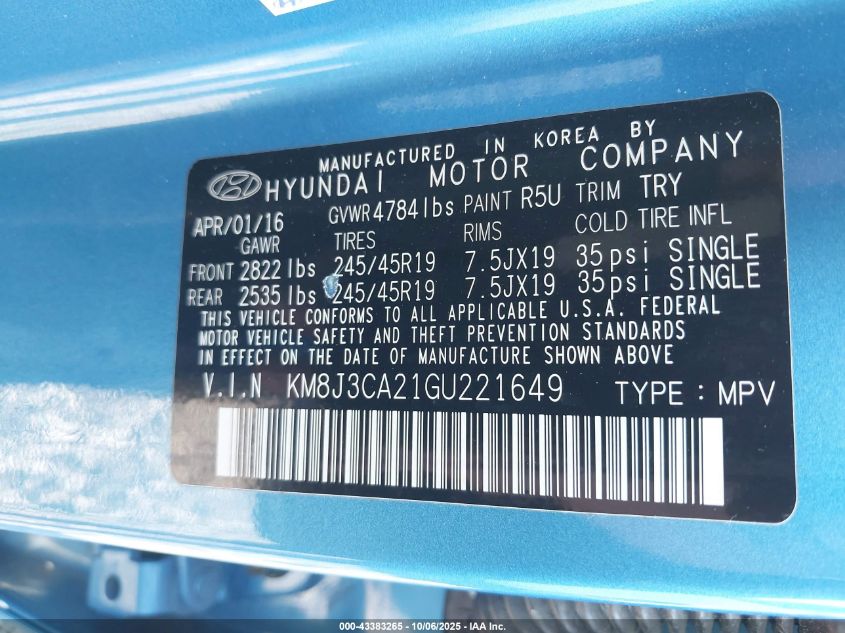 MANUFACTURED IN KOREA BY
HYUNDAI MOTOR COMPANY
APR/01/16 GVWR 4784 lbs PAINT R5U TRIM TRY
GAWR TIRES RIMS COLD TIRE INFL
FRONT 2822 lbs 245/45R19 7.5JX19 35 psi SINGLE
REAR 2535 lbs 245/45R19 7.5JX19 35 psi SINGLE
THIS VEHICLE CONFORMS TO ALL APPLICABLE U.S.A. FEDERAL
MOTOR VEHICLE SAFETY AND THEFT PREVENTION STANDARDS
IN EFFECT ON THE DATE OF MANUFACTURE SHOWN ABOVE
V.I.N KM8J3CA21GU221649 TYPE : MPV
000-43383265 - 10/06/2025 - IAA Inc.